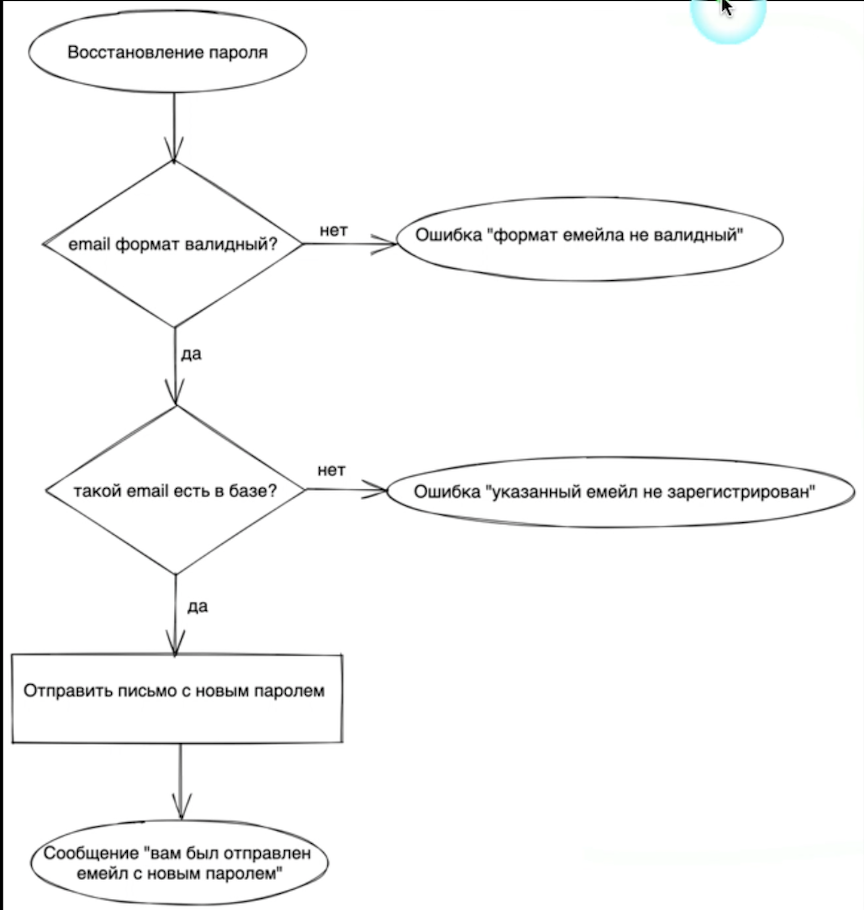 Восстановление пароля
email формат валидный?
нет
Ошибка "формат емейла не валидный"
да
такой email есть в базе?
нет
Ошибка "указанный емейл не зарегистрирован"
да
Отправить письмо с новым паролем
Сообщение "вам был отправлен
емейл с новым паролем"